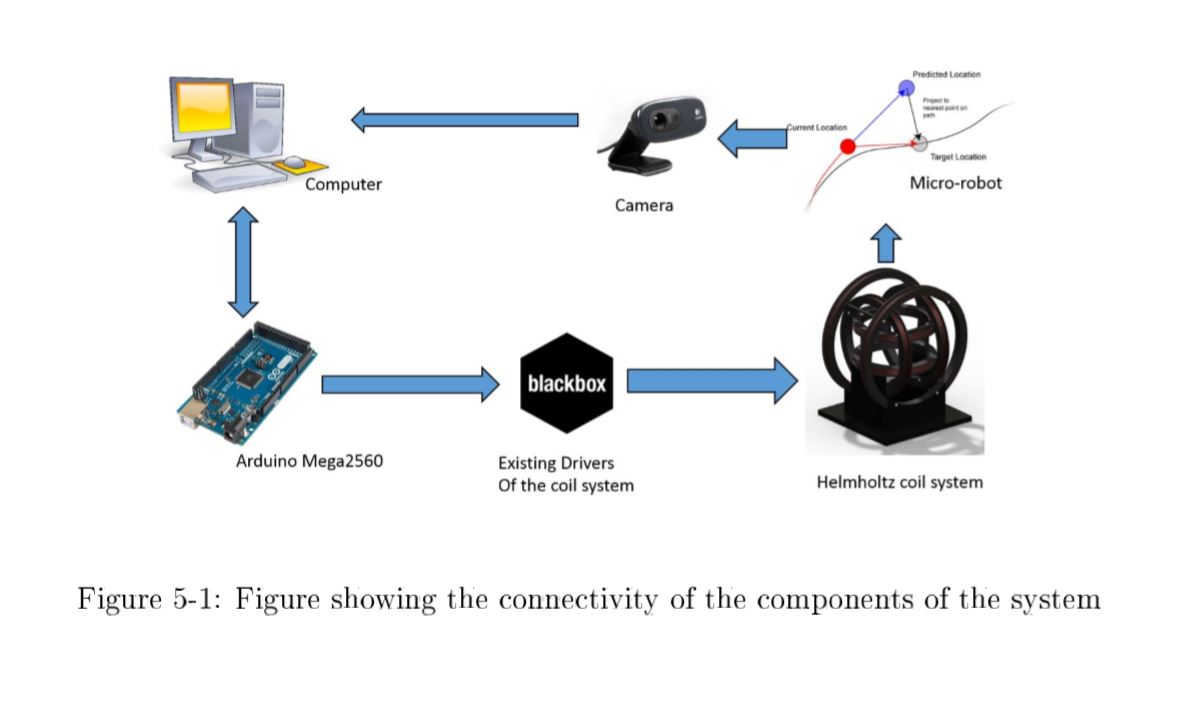 Predicted Location
Project to
nearest point on
path
Current Location
Target Location
Computer
Camera
Micro-robot
blackbox
Arduino Mega2560
Existing Drivers
Of the coil system
Helmholtz coil system
Figure 5-1: Figure showing the connectivity of the components of the system